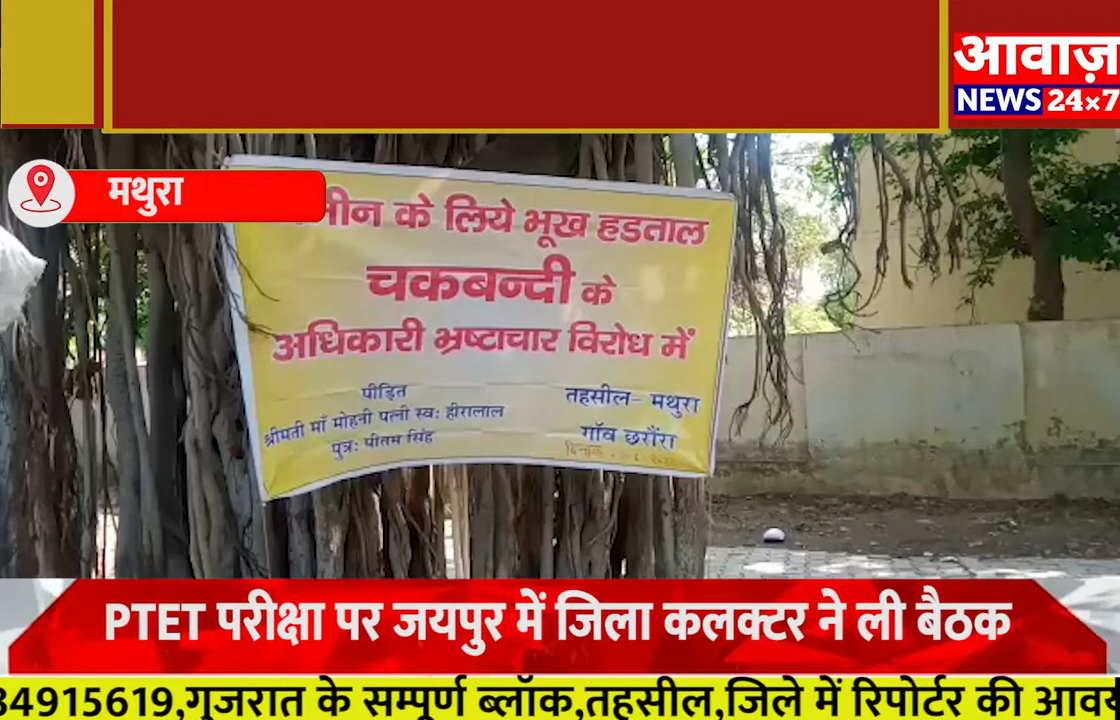 आवाज़
NEWS 24×7
मथुरा
के लिये भूख हडताल
चकबन्दी के
अधिकारी भ्रष्टाचार विरोध में
पीड़ित
श्रीमती माँ मोहनी पत्नी स्व: हीरालाल
पुत्र: पीतम सिंह
तहसील- मथुरा
गॉव छरौंरा
दिनांक
PTET परीक्षा पर जयपुर में जिला कलक्टर ने ली बैठक
34915619,गुजरात के सम्पूर्ण ब्लॉक,तहसील,जिले में रिपोर्टर की